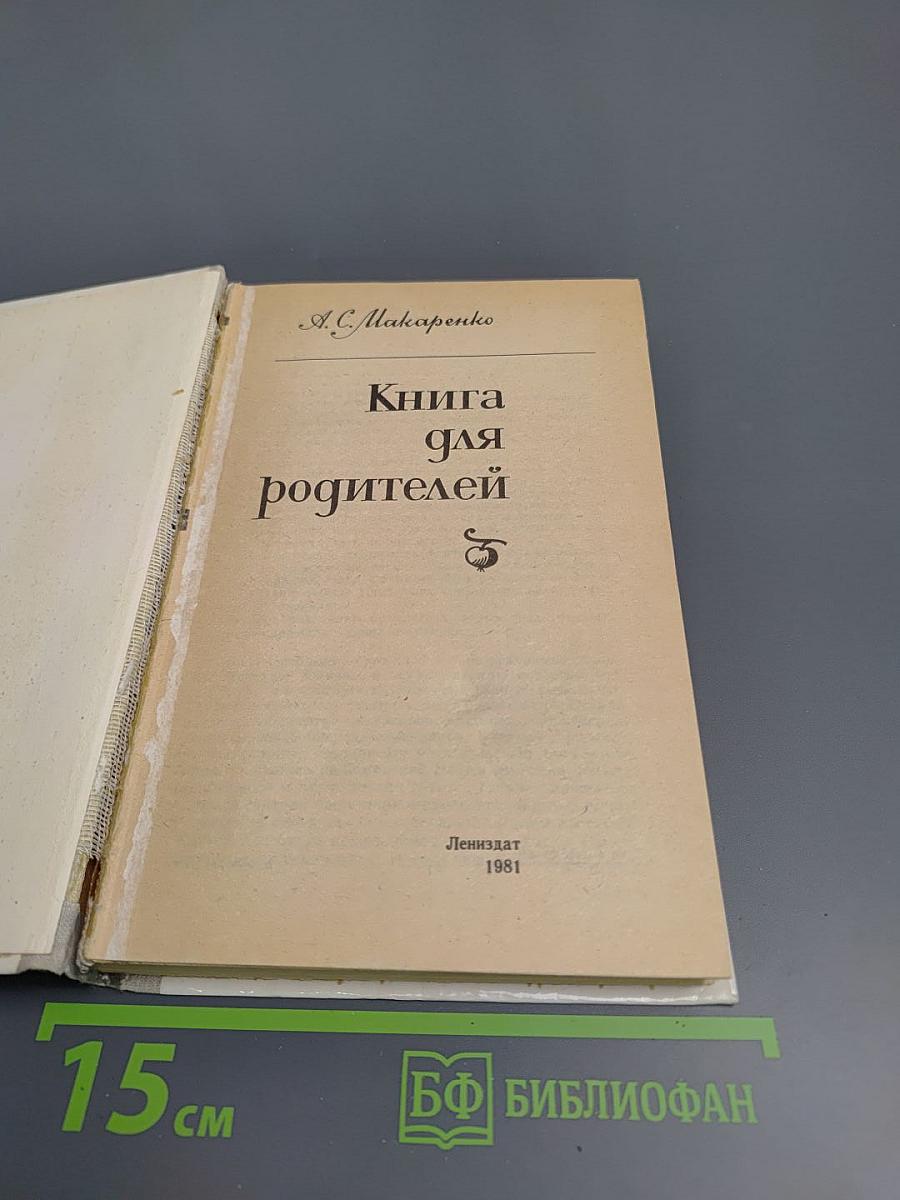 А. С. Макаренко
Книга
для
родителей
Лениздат
1981
15 см
БФ БИБЛИОФАН